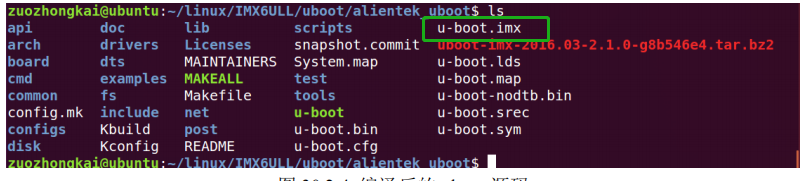 zuozhongkai@ubuntu:~/linux/IMX6ULL/uboot/alientek_uboot$ ls
api doc lib scripts u-boot.imx
arch drivers Licenses snapshot.commit uboot-imx-2016.03-2.1.0-g8b546e4.tar.bz2
board dts MAINTAINERS System.map u-boot.lds
cmd examples MAKEALL test u-boot.map
common fs Makefile tools u-boot-nodtb.bin
config.mk include net u-boot u-boot.srec
configs Kbuild post u-boot.bin u-boot.sym
disk Kconfig README u-boot.cfg
zuozhongkai@ubuntu:~/linux/IMX6ULL/uboot/alientek_uboot$